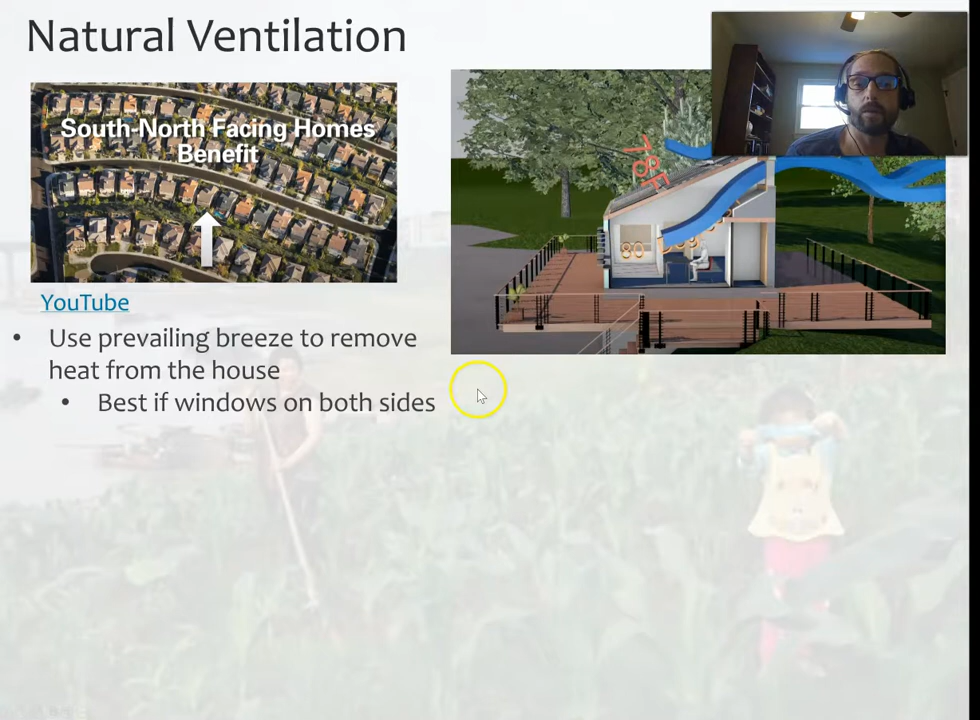 Natural Ventilation
South-North Facing Homes
Benefit
78F
80
YouTube
• Use prevailing breeze to remove
heat from the house
• Best if windows on both sides